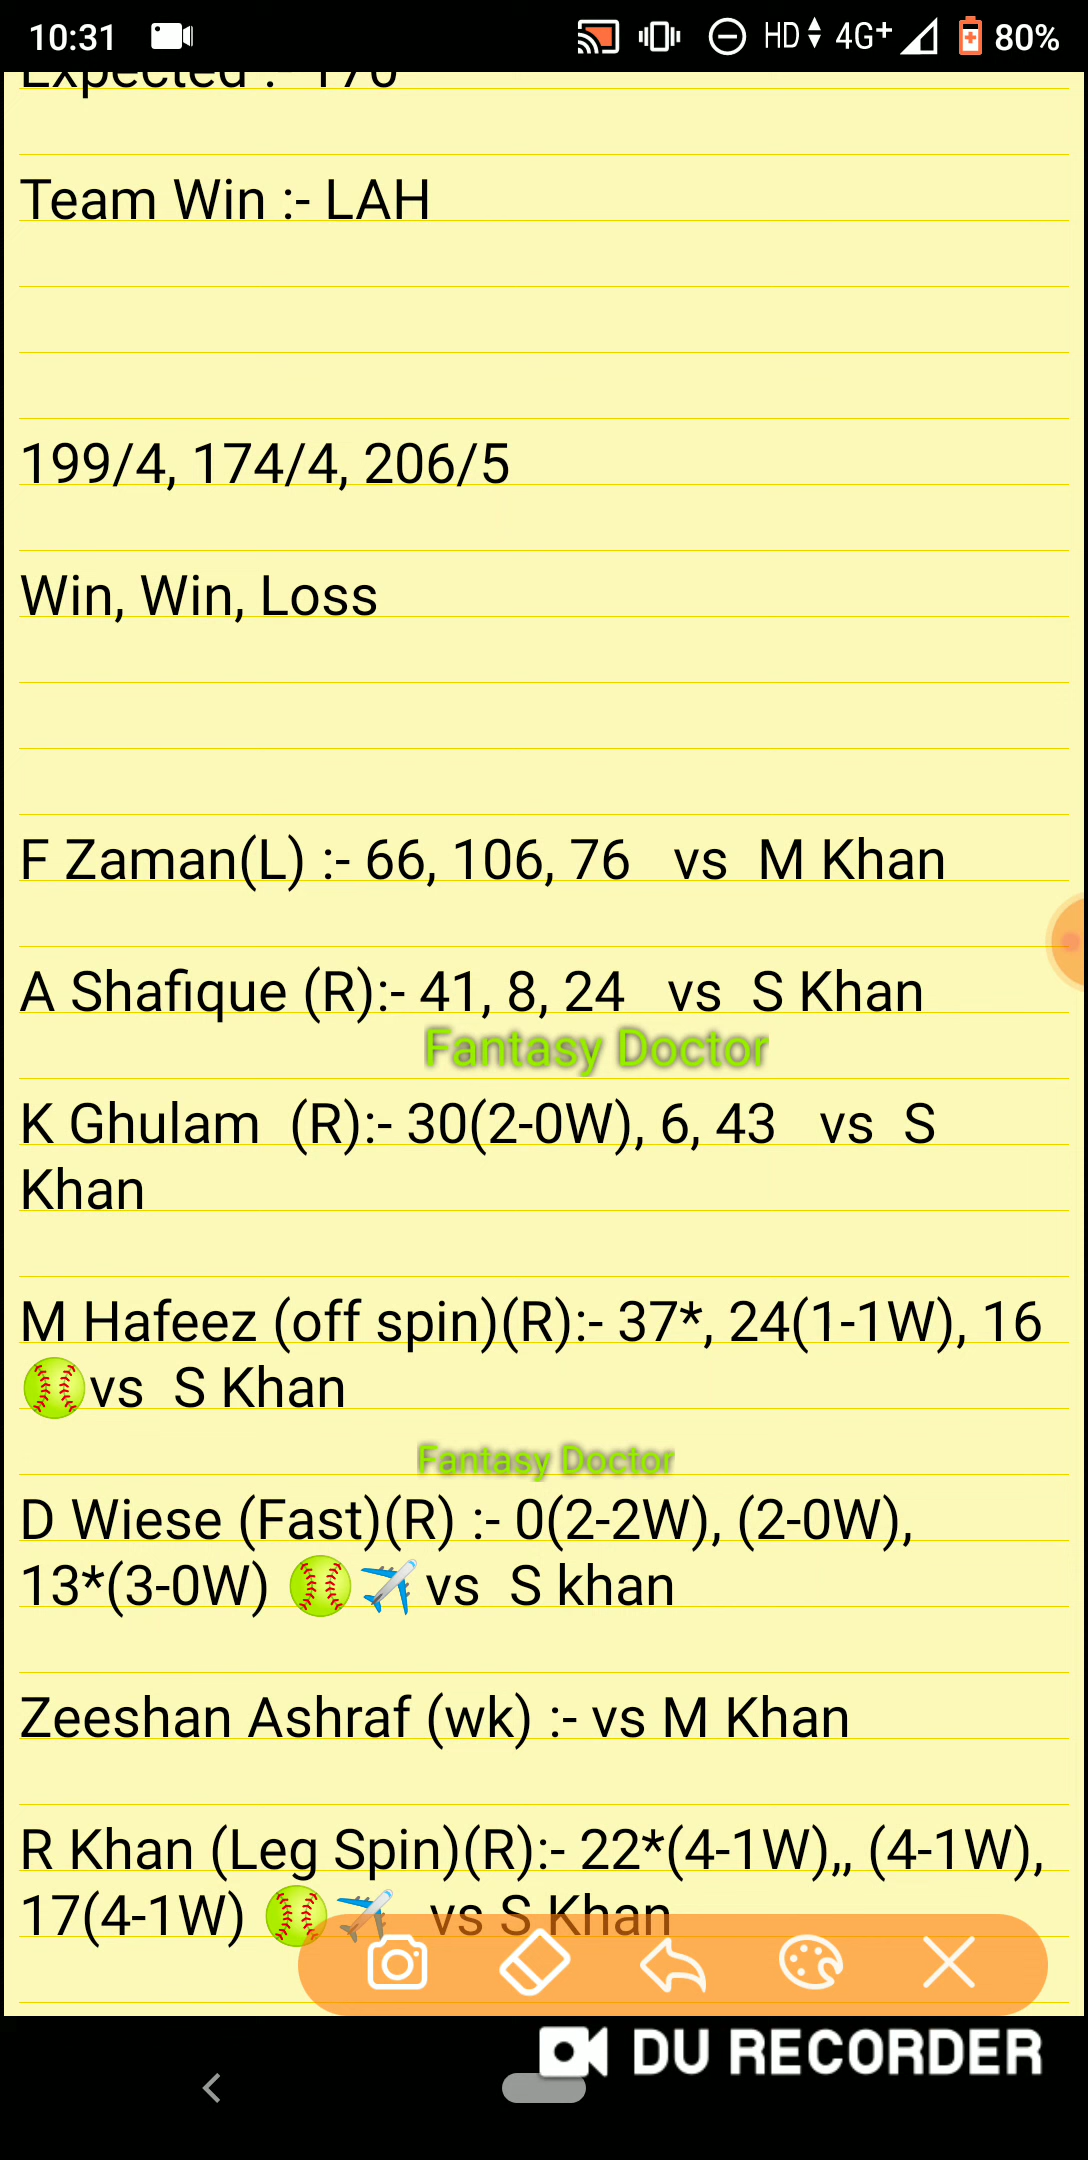 10:31 HD 4G+ 80%
Expected :- 170
Team Win :- LAH
199/4, 174/4, 206/5
Win, Win, Loss
F Zaman(L) :- 66, 106, 76 vs M Khan
A Shafique (R):- 41, 8, 24 vs S Khan
Fantasy Doctor
K Ghulam (R):- 30(2-0W), 6, 43 vs S
Khan
M Hafeez (off spin)(R):- 37*, 24(1-1W), 16
🥎vs S Khan
Fantasy Doctor
D Wiese (Fast)(R) :- 0(2-2W), (2-0W),
13*(3-0W) 🥎✈️vs S khan
Zeeshan Ashraf (wk) :- vs M Khan
R Khan (Leg Spin)(R):- 22*(4-1W),, (4-1W),
17(4-1W) 🥎✈️ vs S Khan
DU RECORDER